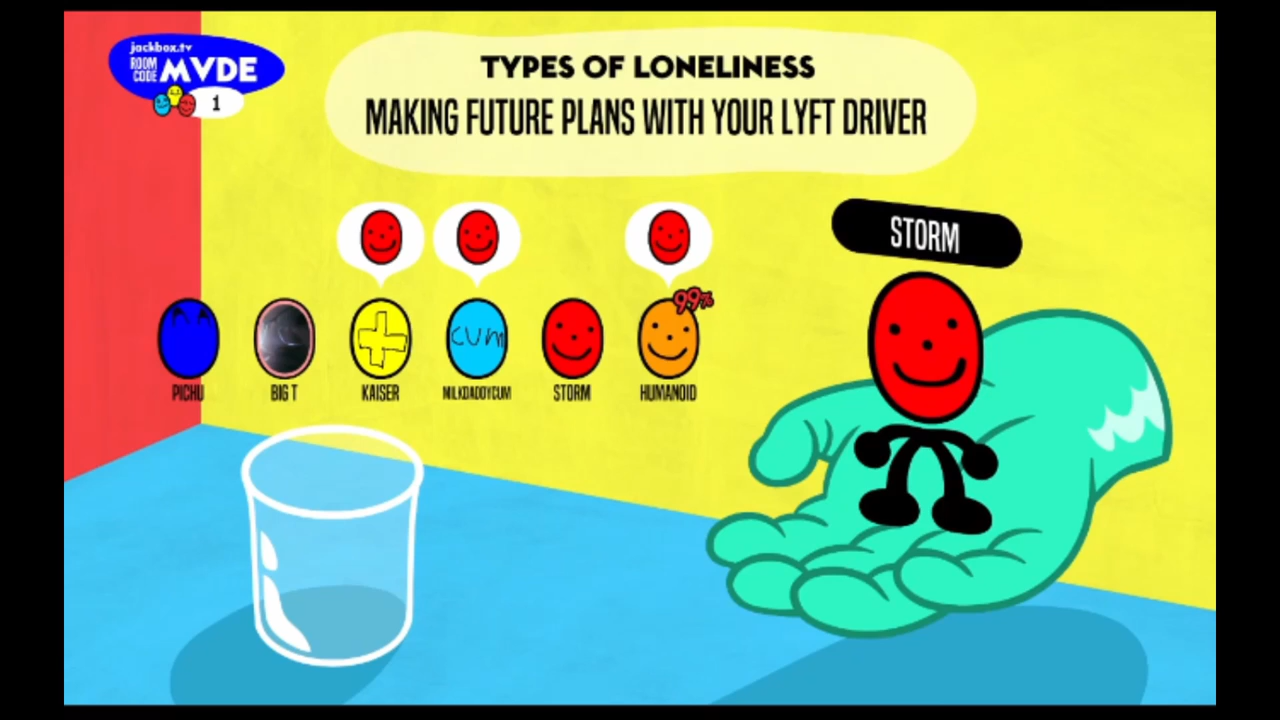 jackbox.tv
ROOM CODE MVDE
1
TYPES OF LONELINESS
MAKING FUTURE PLANS WITH YOUR LYFT DRIVER
STORM
99%
cum
PICHU
BIG T
KAISER
MILKDADDYCUM
STORM
HUMANOID